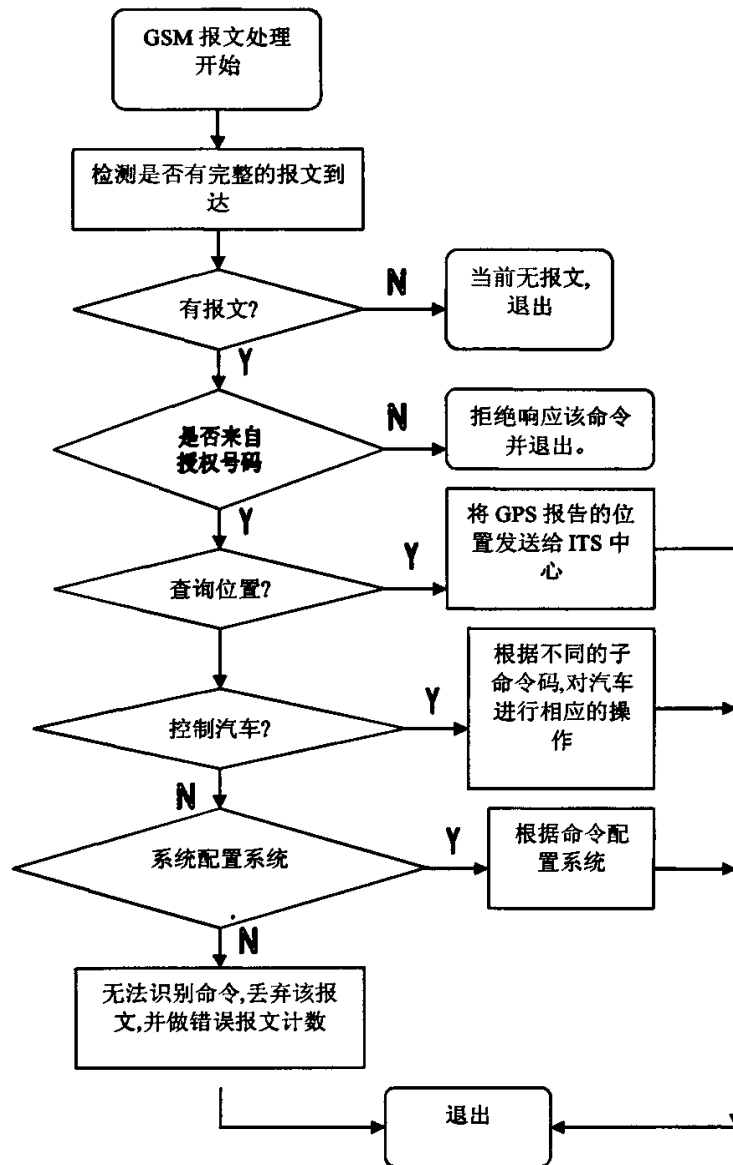 GSM 报文处理
开始
检测是否有完整的报文到
达
有报文?
N
当前无报文,
退出
Y
是否来自
授权号码
N
拒绝响应该命令
并退出。
Y
查询位置?
Y
将 GPS 报告的位
置发送给 ITS 中
心
控制汽车?
Y
根据不同的子
命令码,对汽车
进行相应的操
作
N
系统配置系统
Y
根据命令配
置系统
N
无法识别命令,丢弃该报
文,并做错误报文计数
退出